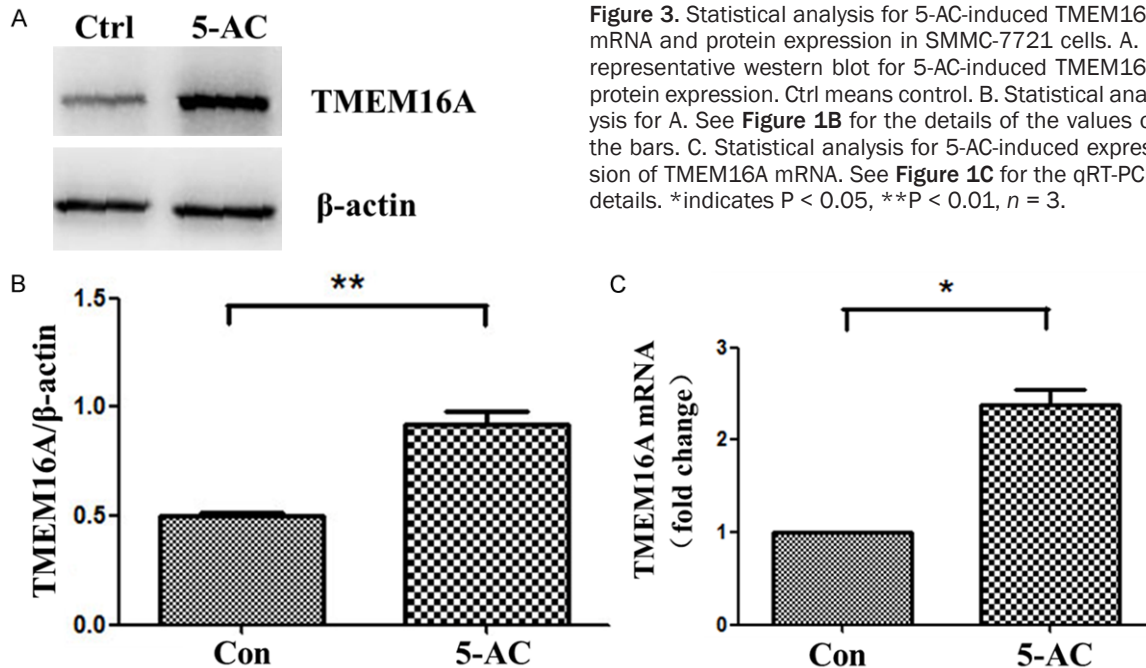 A
Ctrl 5-AC
TMEM16A
β-actin
Figure 3. Statistical analysis for 5-AC-induced TMEM16
mRNA and protein expression in SMMC-7721 cells. A.
representative western blot for 5-AC-induced TMEM16
protein expression. Ctrl means control. B. Statistical ana
ysis for A. See Figure 1B for the details of the values o
the bars. C. Statistical analysis for 5-AC-induced expres
sion of TMEM16A mRNA. See Figure 1C for the qRT-PC
details. *indicates P < 0.05, **P < 0.01, n = 3.
B
**
TMEM16A/β-actin
1.5
1.0
0.5
0.0
Con 5-AC
C
*
TMEM16A mRNA
(fold change)
3
2
1
0
Con 5-AC